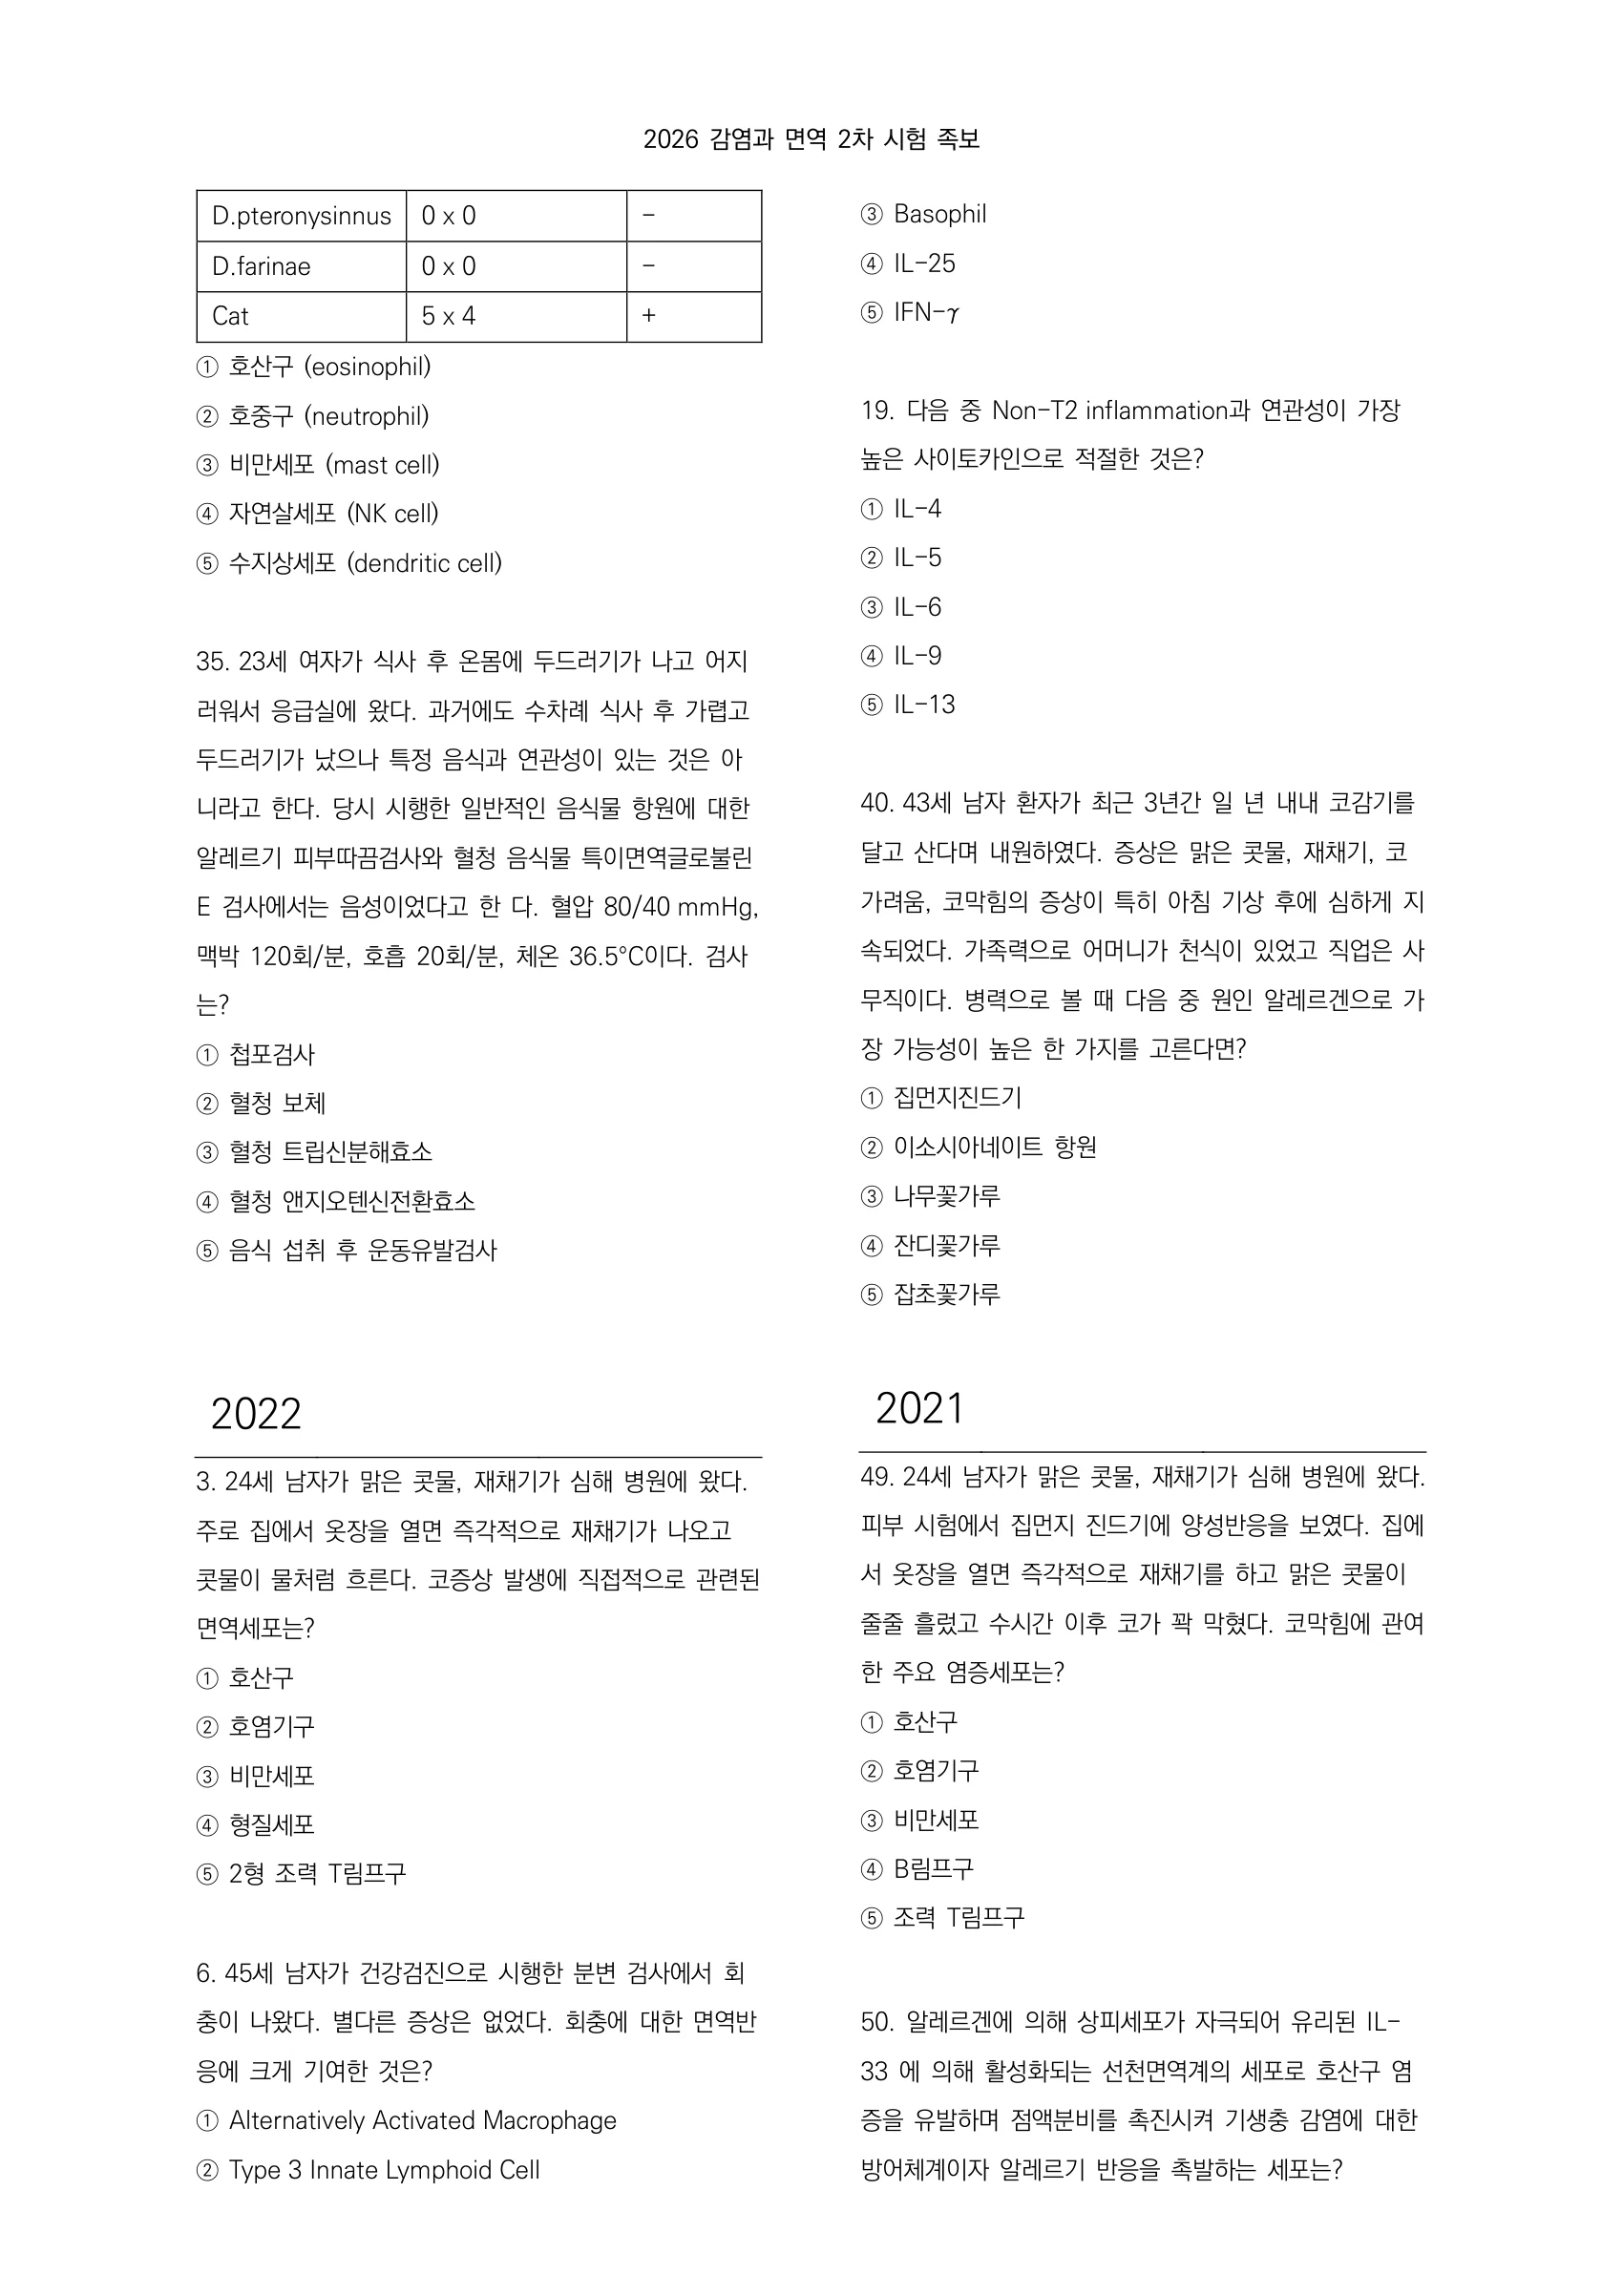 2026 감염과 면역 2차 시험 족보
D.pteronysinnus 0 x 0 -
D.farinae 0 x 0 -
Cat 5 x 4 +
① 호산구 (eosinophil)
② 호중구 (neutrophil)
③ 비만세포 (mast cell)
④ 자연살세포 (NK cell)
⑤ 수지상세포 (dendritic cell)
35. 23세 여자가 식사 후 온몸에 두드러기가 나고 어지
러워서 응급실에 왔다. 과거에도 수차례 식사 후 가렵고
두드러기가 났으나 특정 음식과 연관성이 있는 것은 아
니라고 한다. 당시 시행한 일반적인 음식물 항원에 대한
알레르기 피부따끔검사와 혈청 음식물 특이면역글로불린
E 검사에서는 음성이었다고 한 다. 혈압 80/40 mmHg,
맥박 120회/분, 호흡 20회/분, 체온 36.5°C이다. 검사
는?
① 첩포검사
② 혈청 보체
③ 혈청 트립신분해효소
④ 혈청 앤지오텐신전환효소
⑤ 음식 섭취 후 운동유발검사
2022
3. 24세 남자가 맑은 콧물, 재채기가 심해 병원에 왔다.
주로 집에서 옷장을 열면 즉각적으로 재채기가 나오고
콧물이 물처럼 흐른다. 코증상 발생에 직접적으로 관련된
면역세포는?
① 호산구
② 호염기구
③ 비만세포
④ 형질세포
⑤ 2형 조력 T림프구
6. 45세 남자가 건강검진으로 시행한 분변 검사에서 회
충이 나왔다. 별다른 증상은 없었다. 회충에 대한 면역반
응에 크게 기여한 것은?
① Alternatively Activated Macrophage
② Type 3 Innate Lymphoid Cell
③ Basophil
④ IL-25
⑤ IFN-γ
19. 다음 중 Non-T2 inflammation과 연관성이 가장
높은 사이토카인으로 적절한 것은?
① IL-4
② IL-5
③ IL-6
④ IL-9
⑤ IL-13
40. 43세 남자 환자가 최근 3년간 일 년 내내 코감기를
달고 산다며 내원하였다. 증상은 맑은 콧물, 재채기, 코
가려움, 코막힘의 증상이 특히 아침 기상 후에 심하게 지
속되었다. 가족력으로 어머니가 천식이 있었고 직업은 사
무직이다. 병력으로 볼 때 다음 중 원인 알레르겐으로 가
장 가능성이 높은 한 가지를 고른다면?
① 집먼지진드기
② 이소시아네이트 항원
③ 나무꽃가루
④ 잔디꽃가루
⑤ 잡초꽃가루
2021
49. 24세 남자가 맑은 콧물, 재채기가 심해 병원에 왔다.
피부 시험에서 집먼지 진드기에 양성반응을 보였다. 집에
서 옷장을 열면 즉각적으로 재채기를 하고 맑은 콧물이
줄줄 흘렀고 수시간 이후 코가 꽉 막혔다. 코막힘에 관여
한 주요 염증세포는?
① 호산구
② 호염기구
③ 비만세포
④ B림프구
⑤ 조력 T림프구
50. 알레르겐에 의해 상피세포가 자극되어 유리된 IL-
33 에 의해 활성화되는 선천면역계의 세포로 호산구 염
증을 유발하며 점액분비를 촉진시켜 기생충 감염에 대한
방어체계이자 알레르기 반응을 촉발하는 세포는?